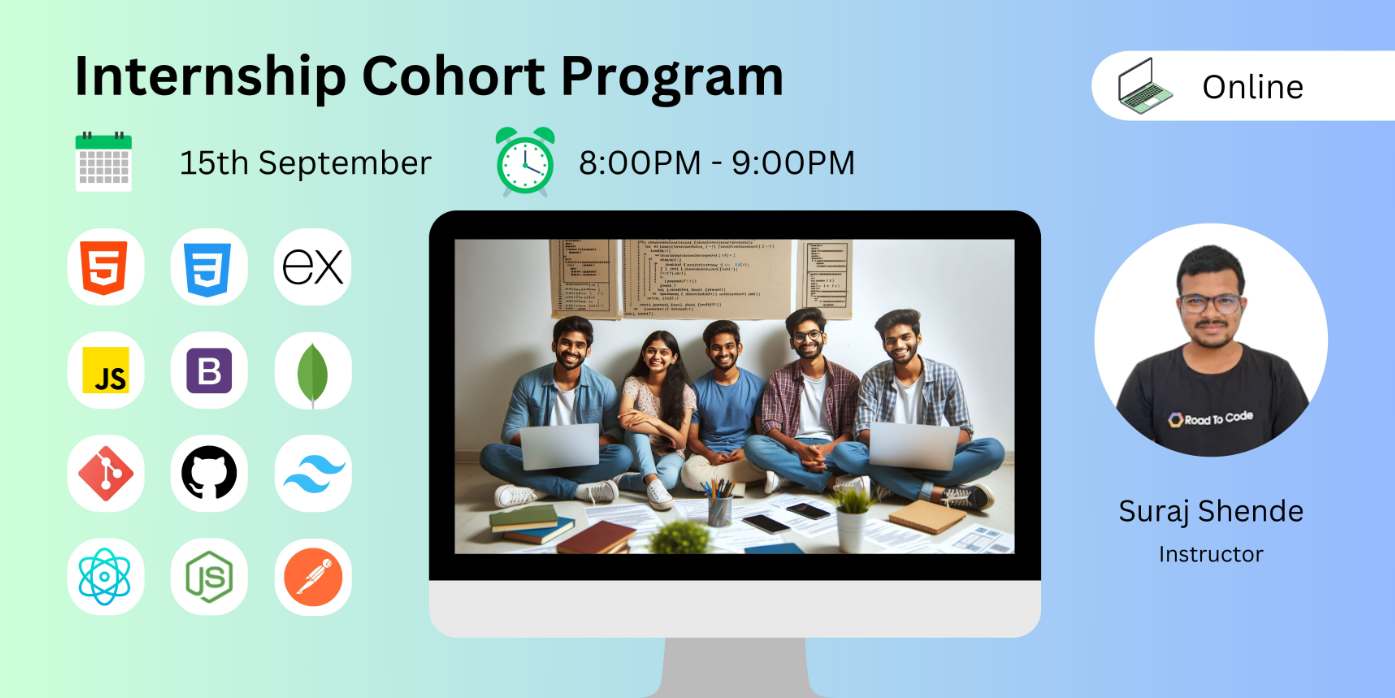 Internship Cohort Program
Online
15th September
8:00PM - 9:00PM
ex
JS
B
JS
Road To Code
Suraj Shende
Instructor